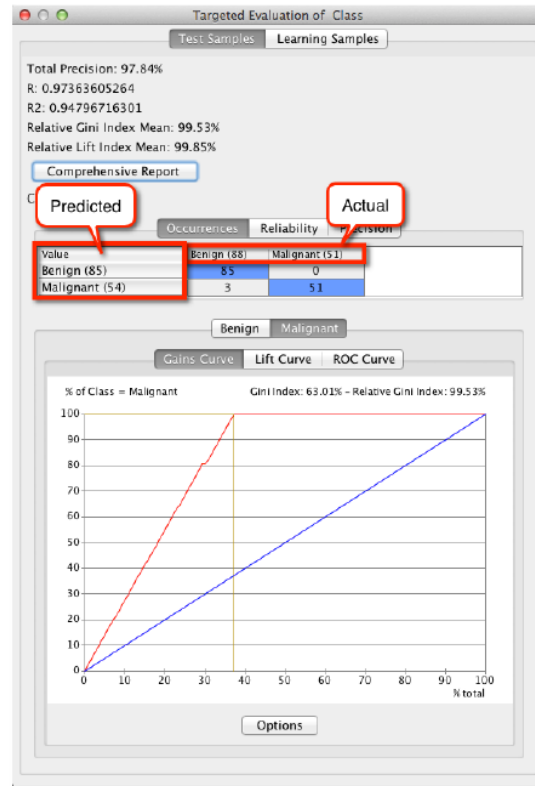 Targeted Evaluation of Class
Test Samples Learning Samples
Total Precision: 97.84%
R: 0.97363605264
R2: 0.94796716301
Relative Gini Index Mean: 99.53%
Relative Lift Index Mean: 99.85%
Comprehensive Report
C
Predicted Actual
Occurrences Reliability Precision
Value Benign (88) Malignant (51)
Benign (85) 85 0
Malignant (54) 3 51
Benign Malignant
Gains Curve Lift Curve ROC Curve
% of Class = Malignant Gini Index: 63.01% - Relative Gini Index: 99.53%
100
90
80
70
60
50
40
30
20
10
0
0 10 20 30 40 50 60 70 80 90 100
% total
Options